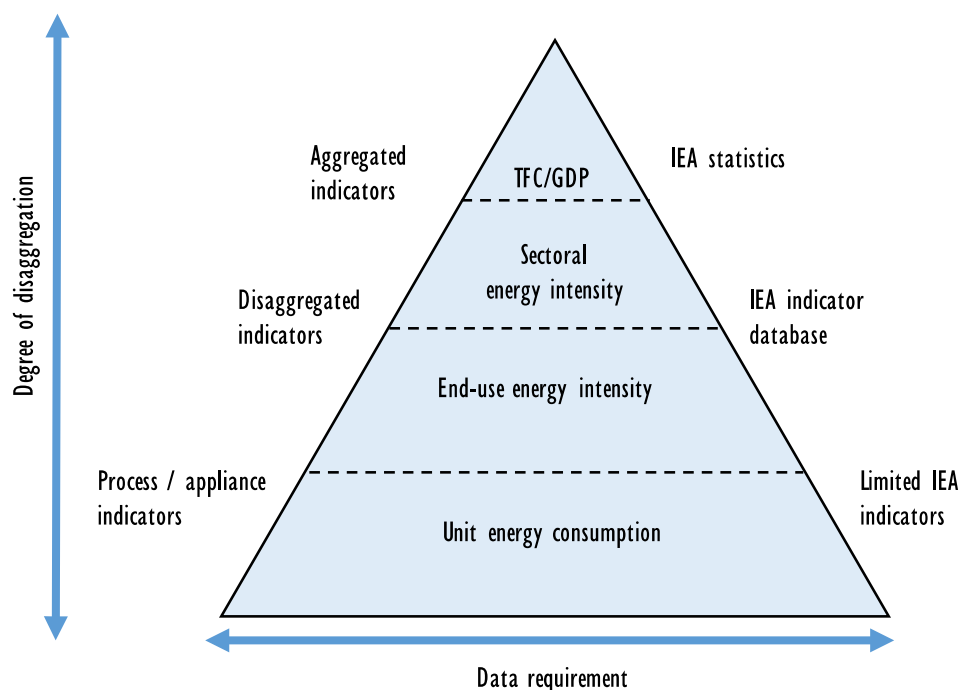 Degree of disaggregation
Aggregated
indicators
TFC/GDP
IEA statistics
Sectoral
energy intensity
Disaggregated
indicators
IEA indicator
database
End-use energy intensity
Process / appliance
indicators
Limited IEA
indicators
Unit energy consumption
Data requirement